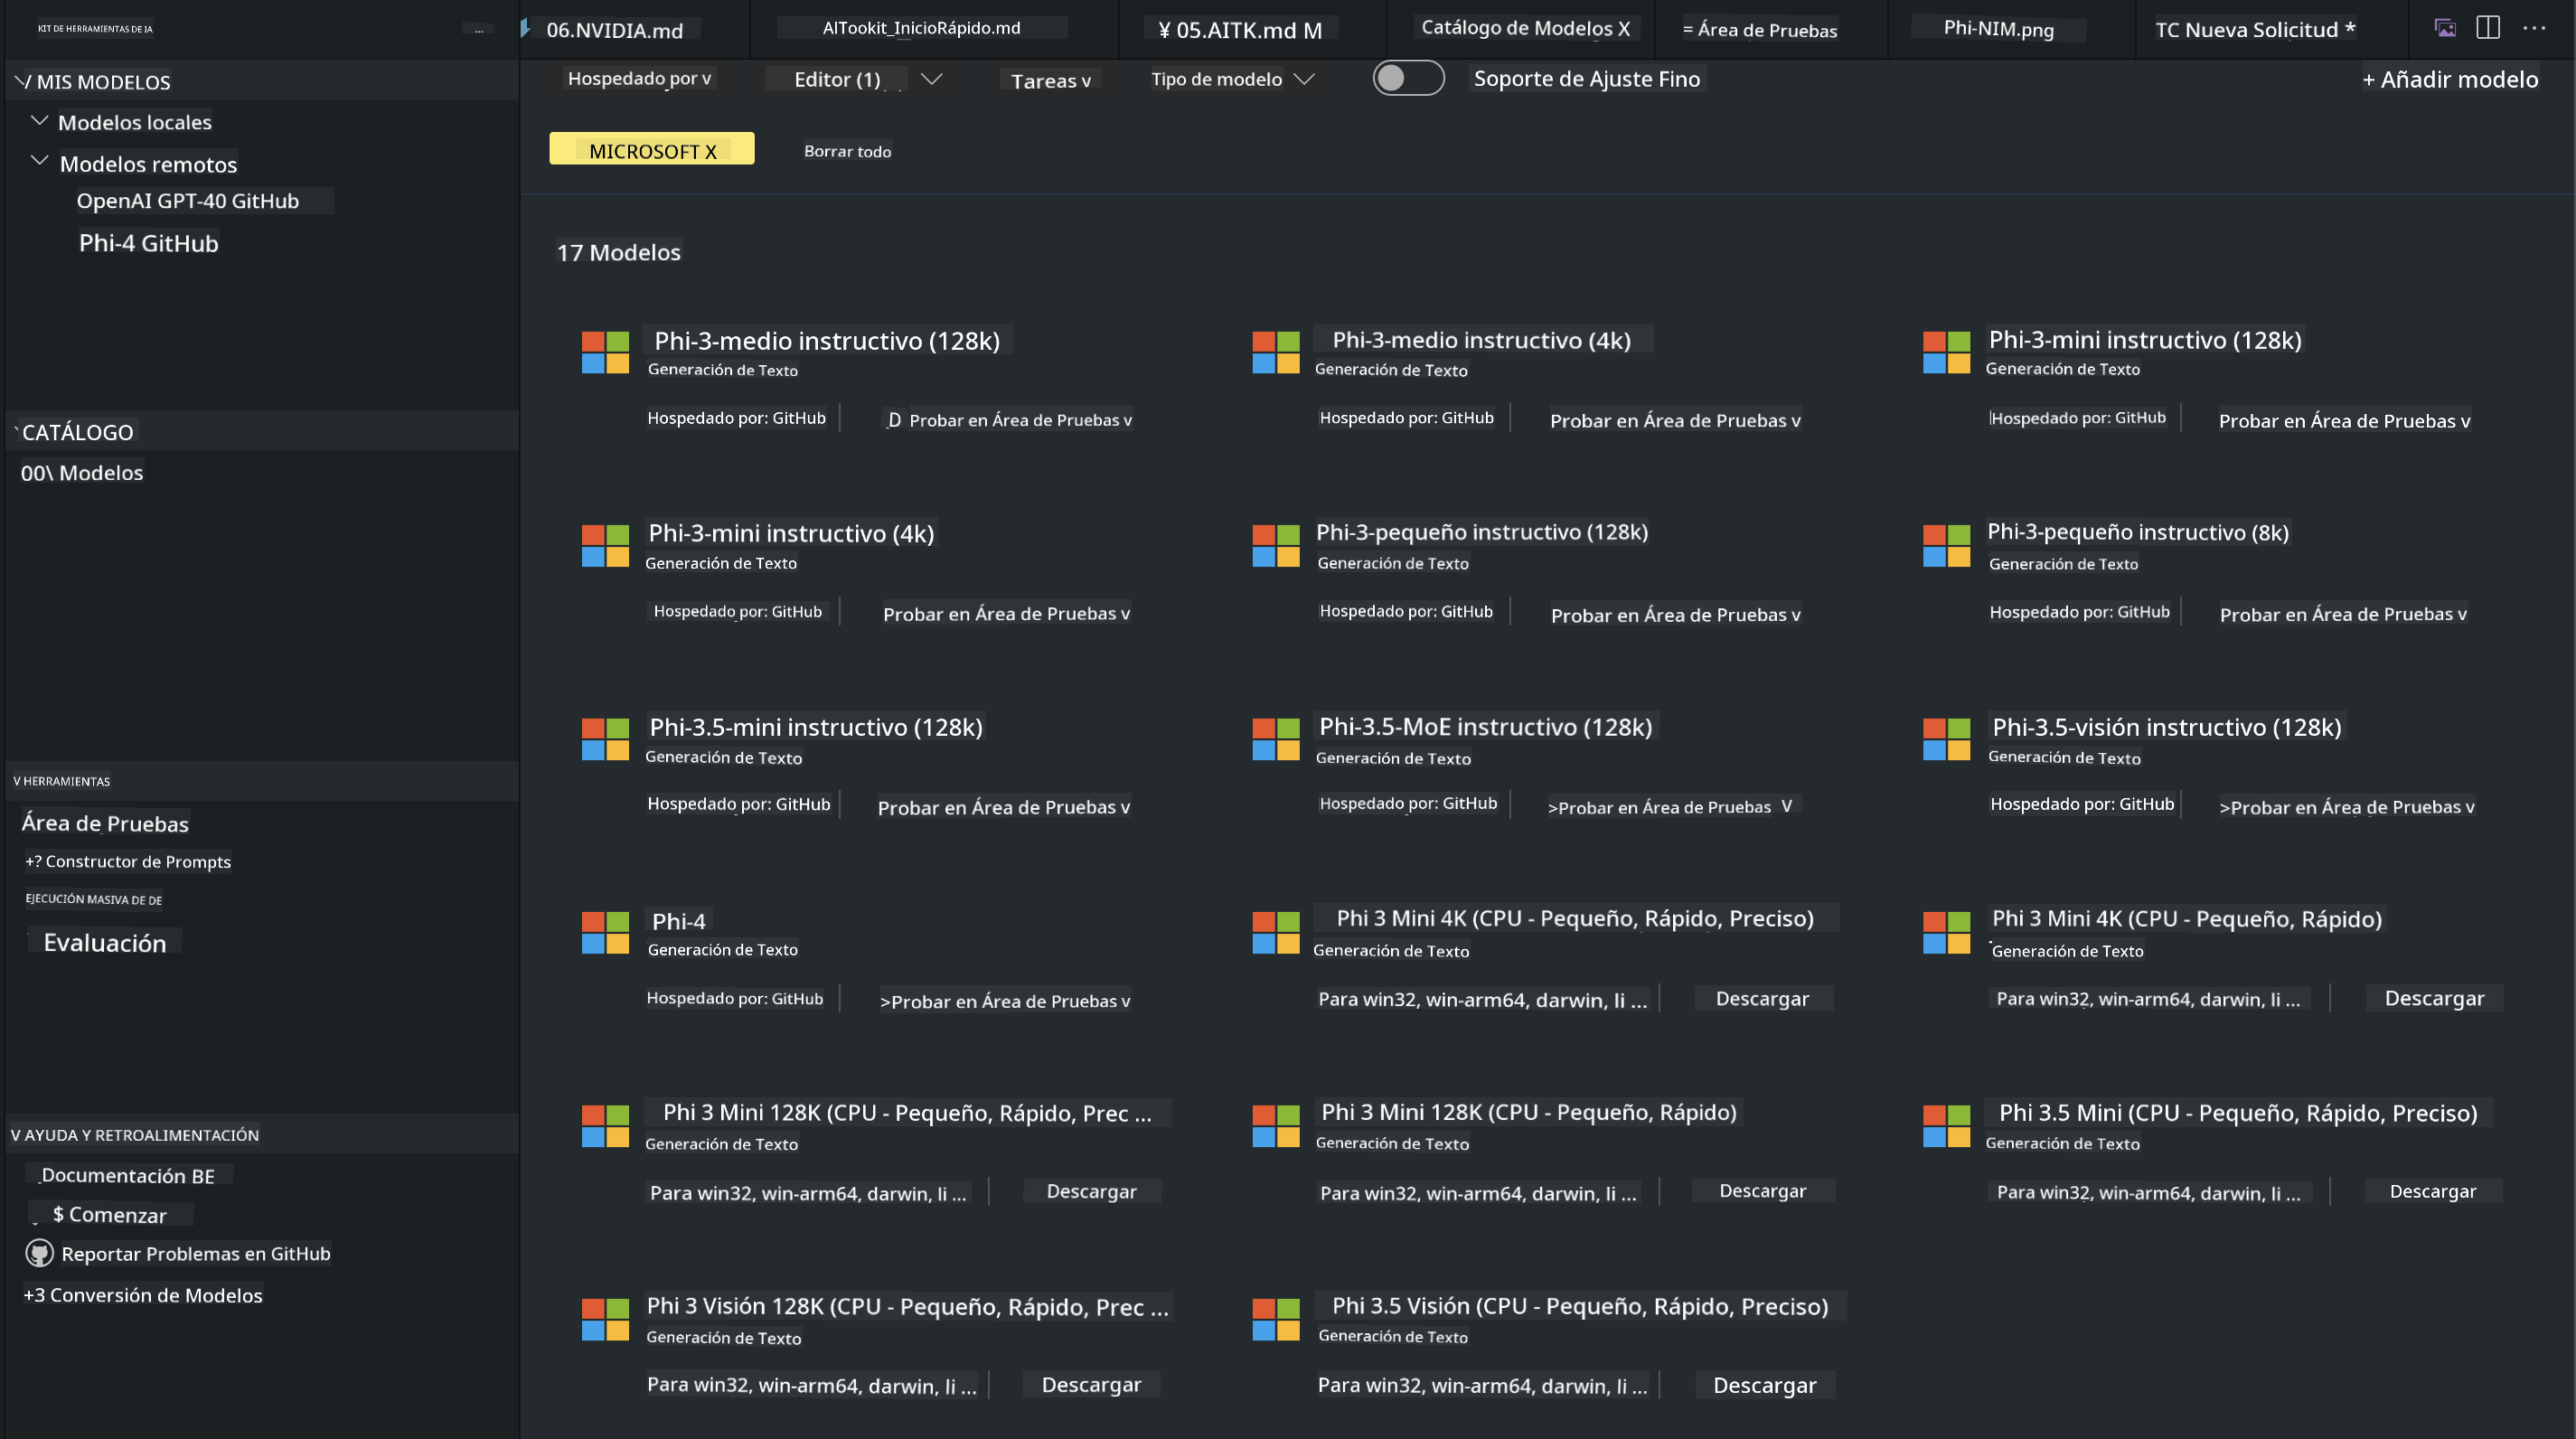 KIT DE HERRAMIENTAS DE IA ...
06.NVIDIA.md
AITookit_InicioRápido.md
¥ 05.AITK.md M
Catálogo de Modelos X
= Área de Pruebas
Phi-NIM.png
TC Nueva Solicitud *
Hospedado por v
Editor (1)
Tareas v
Tipo de modelo
Soporte de Ajuste Fino
+ Añadir modelo
MICROSOFT X
Borrar todo
\/ MIS MODELOS
Modelos locales
Modelos remotos
OpenAI GPT-40 GitHub
Phi-4 GitHub
CATÁLOGO
00\ Modelos
V HERRAMIENTAS
Área de Pruebas
+? Constructor de Prompts
EJECUCIÓN MASIVA DE DE
Evaluación
V AYUDA Y RETROALIMENTACIÓN
Documentación BE
$ Comenzar
Reportar Problemas en GitHub
+3 Conversión de Modelos
17 Modelos
Phi-3-medio instructivo (128k)
Generación de Texto
Hospedado por: GitHub
D Probar en Área de Pruebas v
Phi-3-medio instructivo (4k)
Generación de Texto
Hospedado por: GitHub
Probar en Área de Pruebas v
Phi-3-mini instructivo (128k)
Generación de Texto
Hospedado por: GitHub
Probar en Área de Pruebas v
Phi-3-mini instructivo (4k)
Generación de Texto
Hospedado por: GitHub
Probar en Área de Pruebas v
Phi-3-pequeño instructivo (128k)
Generación de Texto
Hospedado por: GitHub
Probar en Área de Pruebas v
Phi-3-pequeño instructivo (8k)
Generación de Texto
Hospedado por: GitHub
Probar en Área de Pruebas v
Phi-3.5-mini instructivo (128k)
Generación de Texto
Hospedado por: GitHub
Probar en Área de Pruebas v
Phi-3.5-MoE instructivo (128k)
Generación de Texto
Hospedado por: GitHub
>Probar en Área de Pruebas V
Phi-3.5-visión instructivo (128k)
Generación de Texto
Hospedado por: GitHub
>Probar en Área de Pruebas v
Phi-4
Generación de Texto
Hospedado por: GitHub
>Probar en Área de Pruebas v
Phi 3 Mini 4K (CPU - Pequeño, Rápido, Preciso)
Generación de Texto
Para win32, win-arm64, darwin, li ...
Descargar
Phi 3 Mini 4K (CPU - Pequeño, Rápido)
Generación de Texto
Para win32, win-arm64, darwin, li ...
Descargar
Phi 3 Mini 128K (CPU - Pequeño, Rápido, Prec ...
Generación de Texto
Para win32, win-arm64, darwin, li ...
Descargar
Phi 3 Mini 128K (CPU - Pequeño, Rápido)
Generación de Texto
Para win32, win-arm64, darwin, li ...
Descargar
Phi 3.5 Mini (CPU - Pequeño, Rápido, Preciso)
Generación de Texto
Para win32, win-arm64, darwin, li ...
Descargar
Phi 3 Visión 128K (CPU - Pequeño, Rápido, Prec ...
Generación de Texto
Para win32, win-arm64, darwin, li ...
Descargar
Phi 3.5 Visión (CPU - Pequeño, Rápido, Preciso)
Generación de Texto
Para win32, win-arm64, darwin, li ...
Descargar